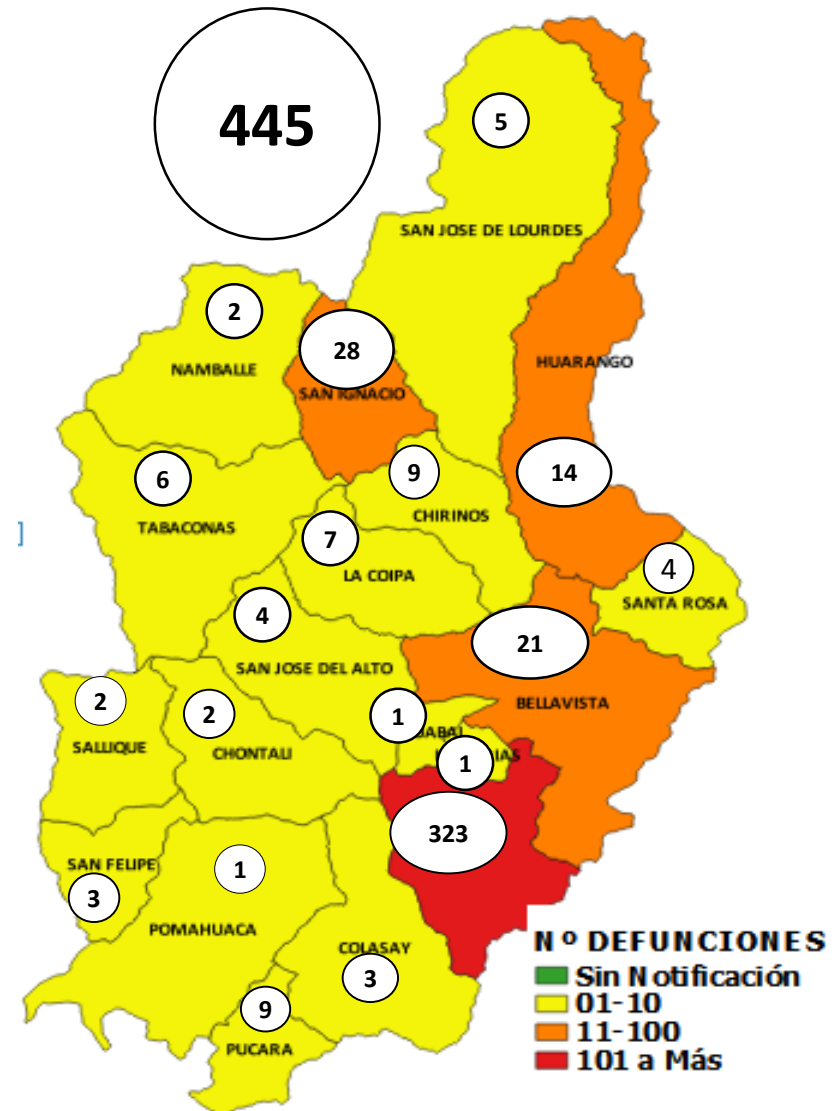 445
5
SAN JOSE DE LOURDES
2
NAMBALLE
28
SAN IGNACIO
HUARANGO
14
6
TABACONAS
9
CHIRINOS
]
7
LA COIPA
4
SANTA ROSA
4
SAN JOSE DEL ALTO
21
BELLAVISTA
2
SALLIQUE
2
CHONTALI
1
1
323
SAN FELIPE
3
1
POMAHUACA
COLASAY
3
9
PUCARA
Nº DEFUNCIONES
Sin Notificación
01-10
11-100
101 a Más